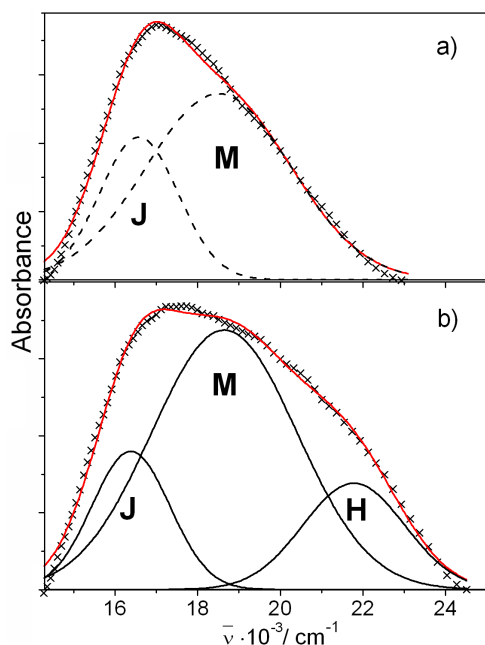 a)
M
J
Absorbance
b)
M
J
H
16 18 20 22 24
ν̅ ·10⁻³/ cm⁻¹